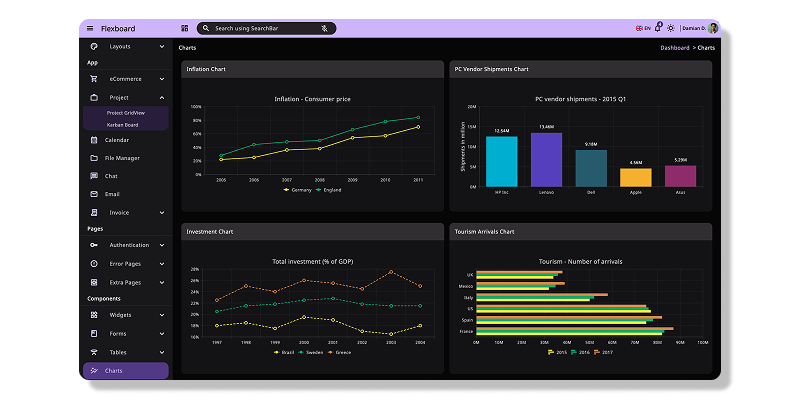 Flexboard
Search using SearchBar
EN
4
Damian D.
Layouts
App
eCommerce
Project
Project GridView
Kanban Board
Calendar
File Manager
Chat
Email
Invoice
Pages
Authentication
Error Pages
Extra Pages
Components
Widgets
Forms
Tables
Charts
Charts
Dashboard > Charts
Inflation Chart
Inflation - Consumer price
100%
80%
60%
40%
20%
0%
2005 2006 2007 2008 2009 2010 2011
Germany England
PC Vendor Shipments Chart
PC vendor shipments - 2015 Q1
Shipments in million
20M
15M
10M
5M
0M
12.54M 13.46M 9.18M 4.56M 5.29M
HP Inc Lenovo Dell Apple Asus
Investment Chart
Total investment (% of GDP)
28%
26%
24%
22%
20%
18%
16%
1997 1998 1999 2000 2001 2002 2003 2004
Brazil Sweden Greece
Tourism Arrivals Chart
Tourism - Number of arrivals
UK
Mexico
Italy
US
Spain
France
0M 10M 20M 30M 40M 50M 60M 70M 80M 90M 100M
2015 2016 2017